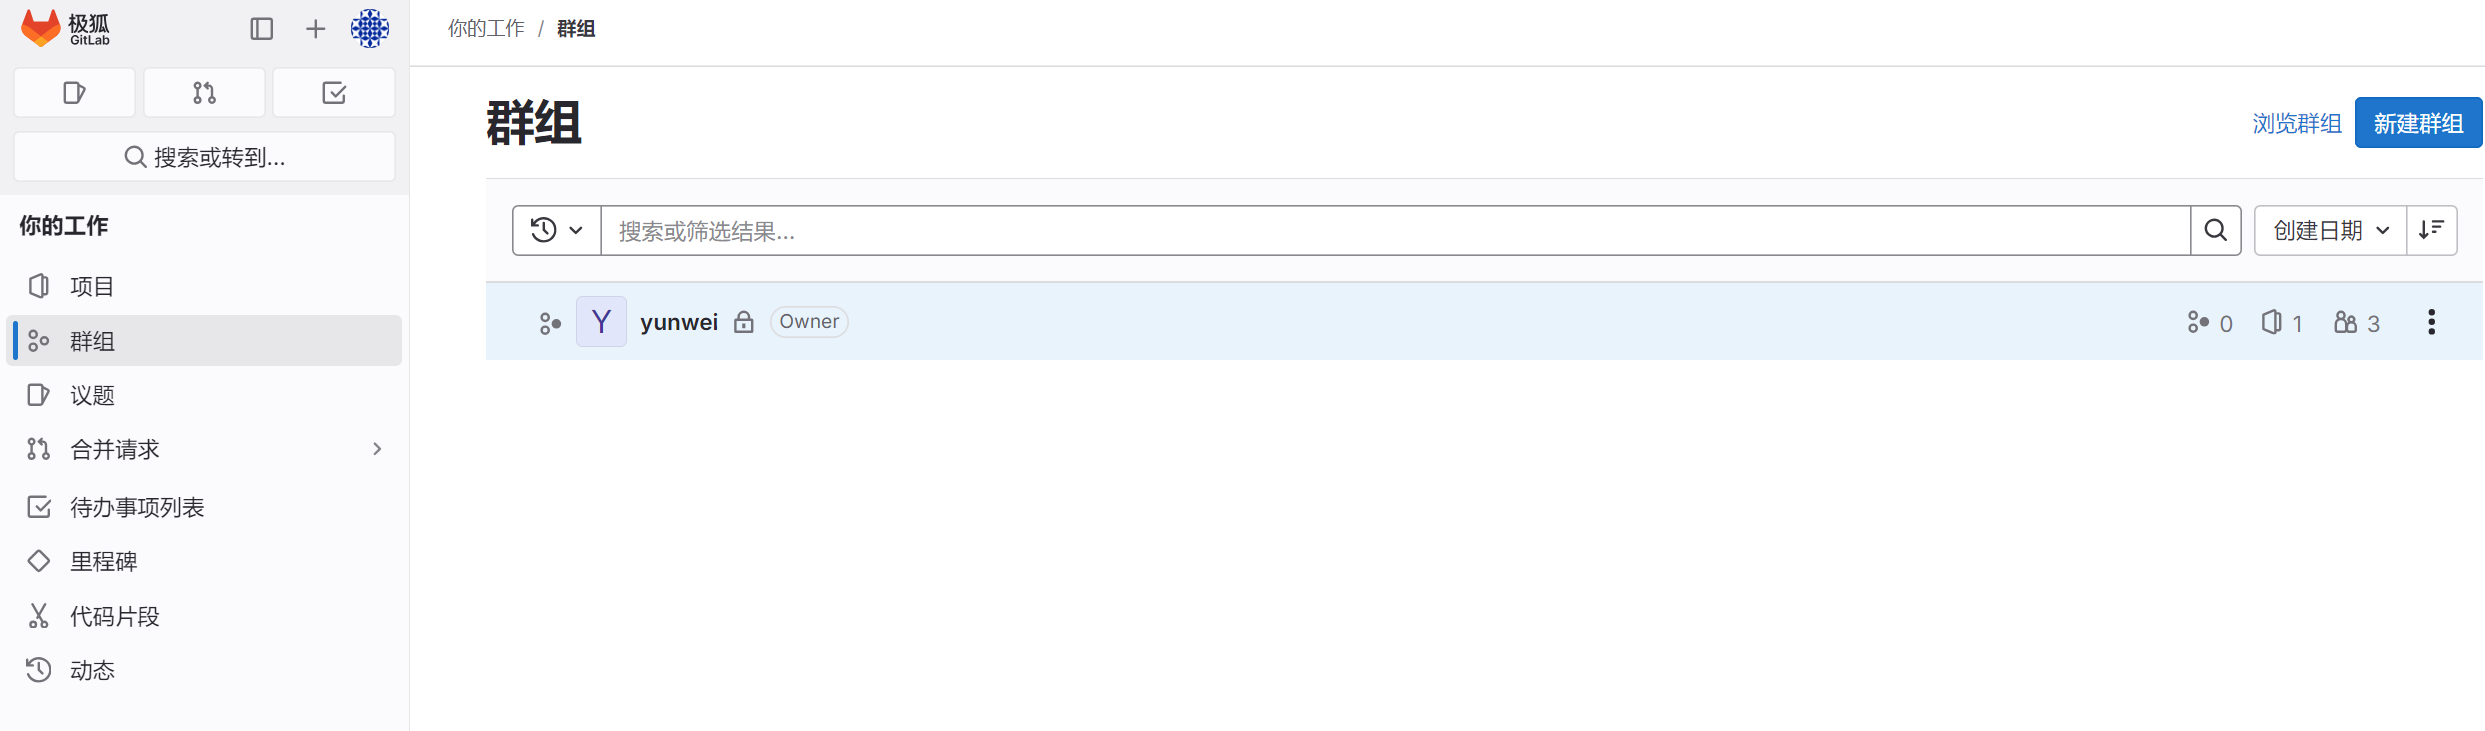 极狐
GitLab
搜索或转到...
你的工作
项目
群组
议题
合并请求
待办事项列表
里程碑
代码片段
动态
你的工作 / 群组
群组
浏览群组
新建群组
搜索或筛选结果...
创建日期
Y yunwei Owner 0 1 3